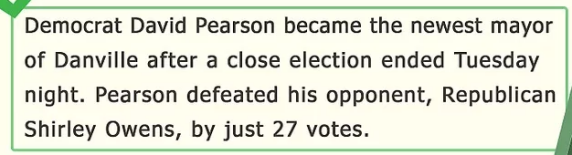 Democrat David Pearson became the newest mayor
of Danville after a close election ended Tuesday
night. Pearson defeated his opponent, Republican
Shirley Owens, by just 27 votes.